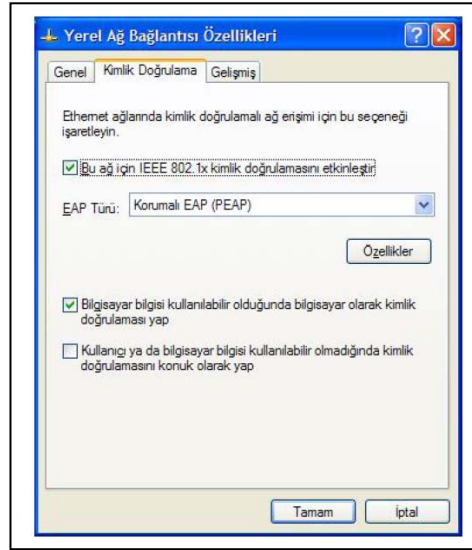 Yerel Ağ Bağlantısı Özellikleri
Genel
Kimlik Doğrulama
Gelişmiş
Ethernet ağlarında kimlik doğrulamalı ağ erişimi için bu seçeneği
işaretleyin.
Bu ağ için IEEE 802.1x kimlik doğrulamasını etkinleştir
EAP Türü:
Korumalı EAP (PEAP)
Özellikler
Bilgisayar bilgisi kullanılabilir olduğunda bilgisayar olarak kimlik
doğrulaması yap
Kullanıcı ya da bilgisayar bilgisi kullanılabilir olmadığında kimlik
doğrulamasını konuk olarak yap
Tamam
İptal